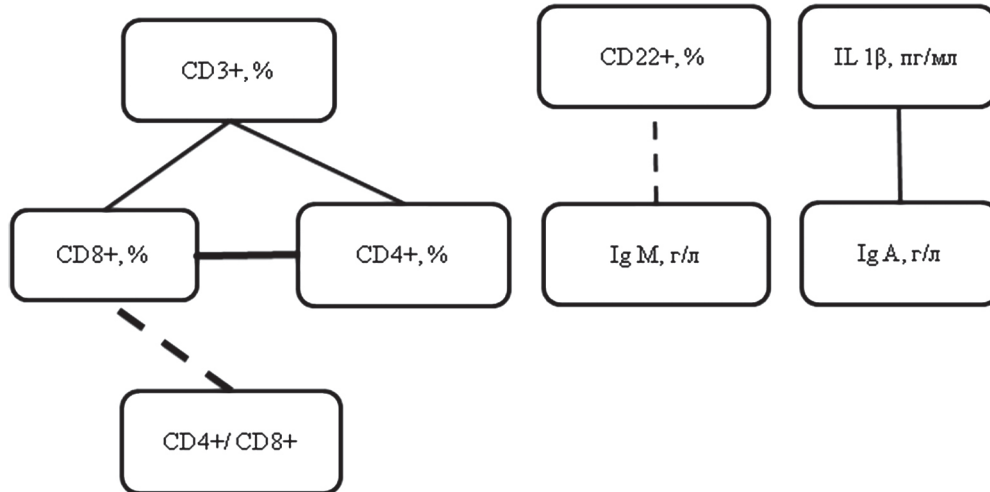 CD3+, %
CD22+, %
IL 1β, пг/мл
CD8+, %
CD4+, %
Ig M, г/л
Ig A, г/л
CD4+/ CD8+